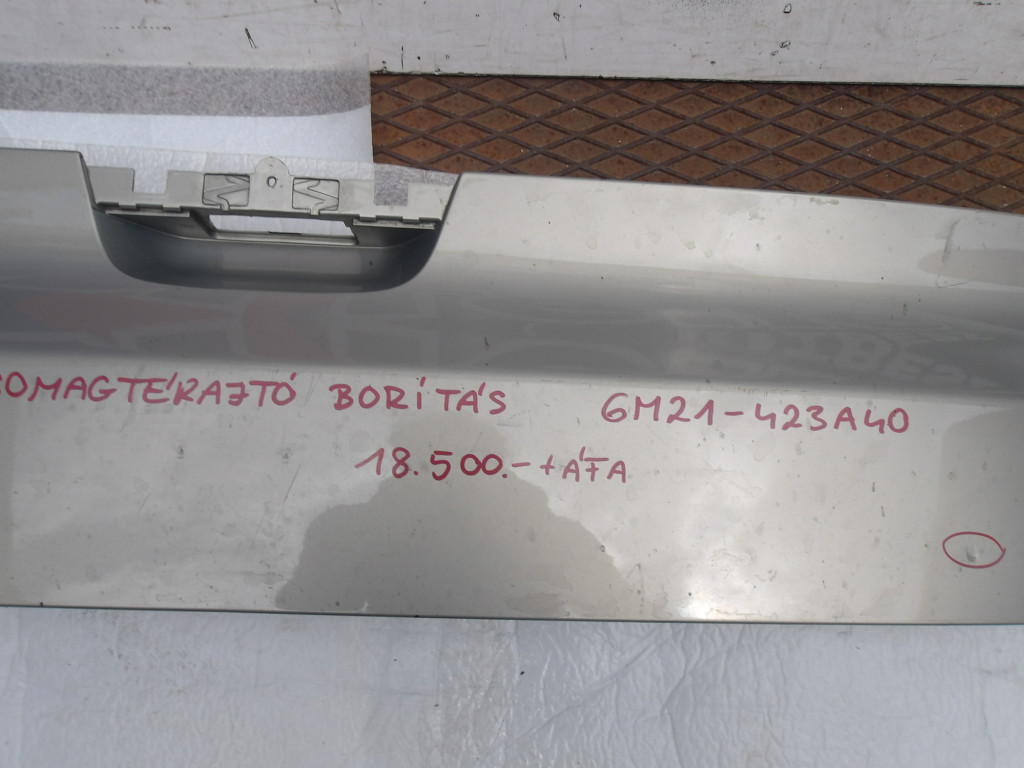 OMAGTÉRAJTÓ BORÍTÁS 6M21-423A40
18.500.-+ÁFA